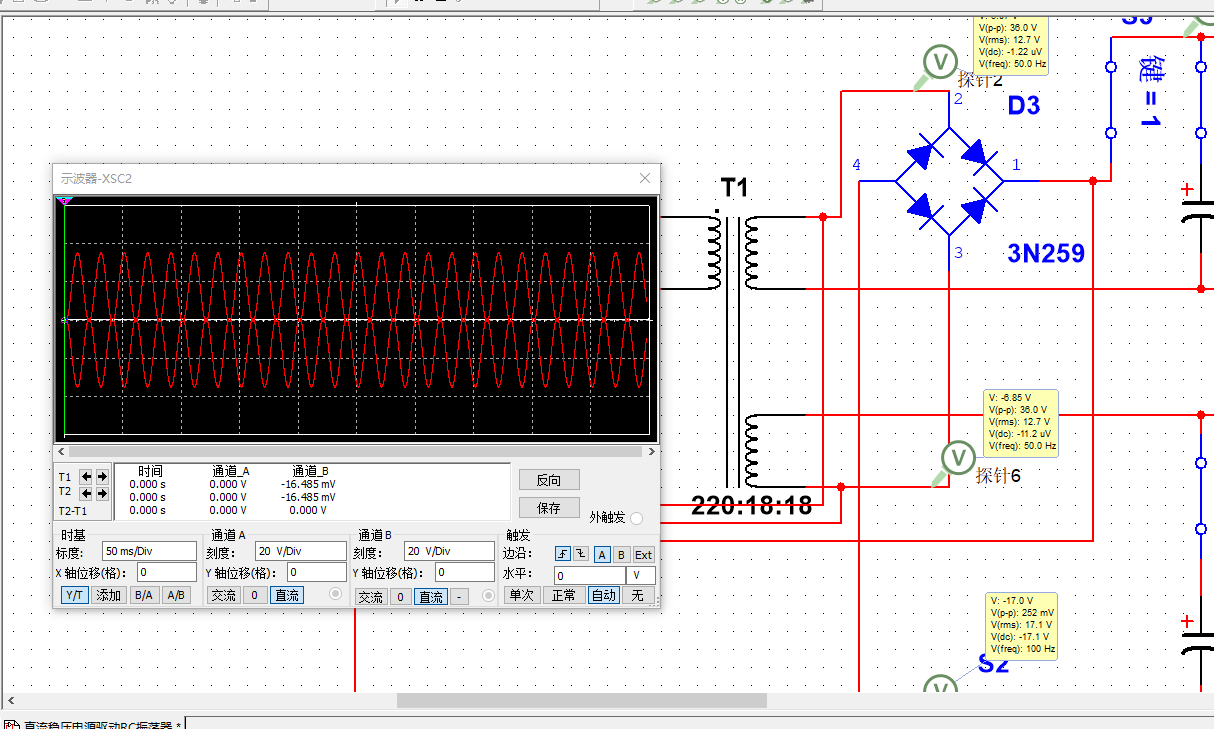 V(p-p): 36.0 V
V(rms): 12.7 V
V(dc): -1.22 uV
V(freq): 50.0 Hz
V
探针2
2
D3
键 = 1
4
1
3
3N259
T1
示波器-XSC2
时间
通道_A
通道_B
T1
0.000 s
0.000 V
-16.485 mV
T2
0.000 s
0.000 V
-16.485 mV
T2-T1
0.000 s
0.000 V
0.000 V
反向
保存
外触发
时基
标度:
50 ms/Div
X 轴位移(格):
0
Y/T
添加
B/A
A/B
通道 A
刻度:
20 V/Div
Y 轴位移(格):
0
交流
0
直流
通道 B
刻度:
20 V/Div
Y 轴位移(格):
0
交流
0
直流
-
触发
边沿:
A
B
Ext
水平:
0
V
单次
正常
自动
无
220:18:18
V: -6.85 V
V(p-p): 36.0 V
V(rms): 12.7 V
V(dc): -11.2 uV
V(freq): 50.0 Hz
V
探针6
V: -17.0 V
V(p-p): 252 mV
V(rms): 17.1 V
V(dc): -17.1 V
V(freq): 100 Hz
S2
V
直流稳压电源驱动RC振荡器 *